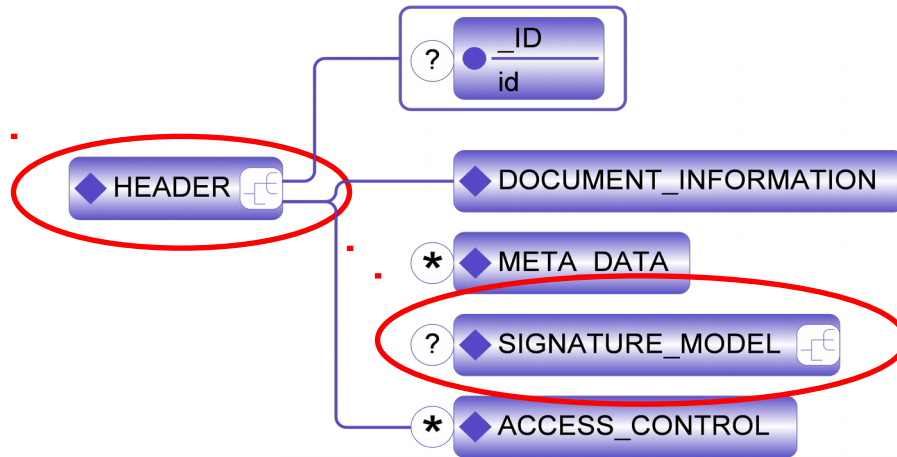 ?
_ID
id
HEADER
DOCUMENT_INFORMATION
* META_DATA
? SIGNATURE_MODEL
* ACCESS_CONTROL